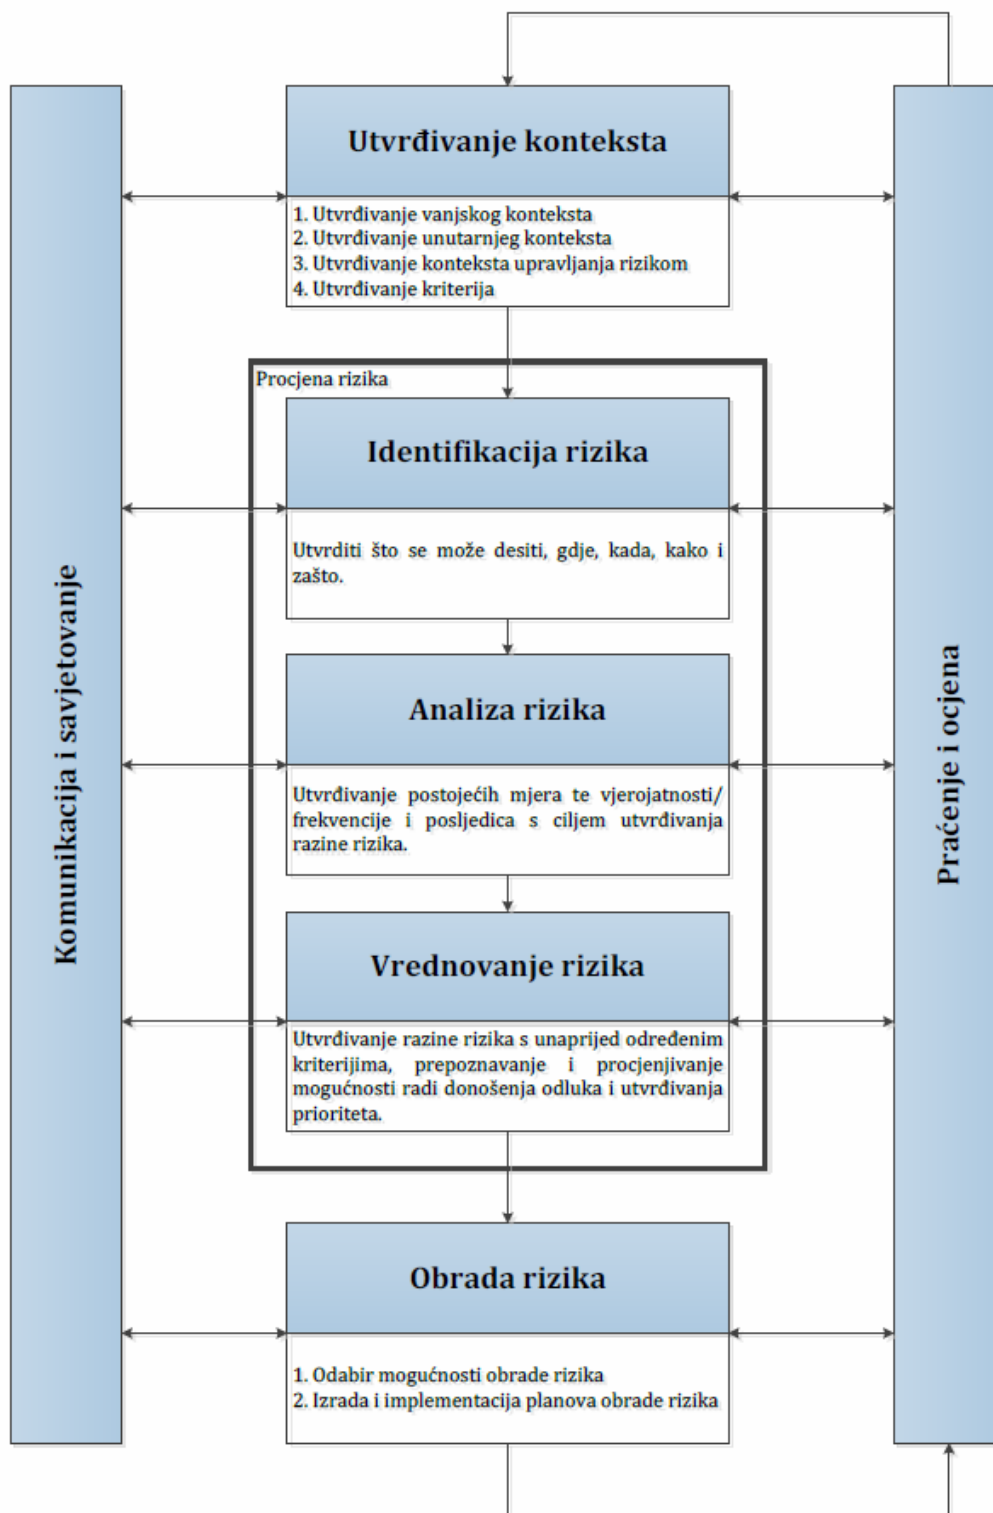 Komunikacija i savjetovanje
Utvrđivanje konteksta
1. Utvrđivanje vanjskog konteksta
2. Utvrđivanje unutarnjeg konteksta
3. Utvrđivanje konteksta upravljanja rizikom
4. Utvrđivanje kriterija
Procjena rizika
Identifikacija rizika
Utvrditi što se može desiti, gdje, kada, kako i
zašto.
Analiza rizika
Utvrđivanje postojećih mjera te vjerojatnosti/
frekvencije i posljedica s ciljem utvrđivanja
razine rizika.
Vrednovanje rizika
Utvrđivanje razine rizika s unaprijed određenim
kriterijima, prepoznavanje i procjenjivanje
mogućnosti radi donošenja odluka i utvrđivanja
prioriteta.
Obrada rizika
1. Odabir mogućnosti obrade rizika
2. Izrada i implementacija planova obrade rizika
Praćenje i ocjena